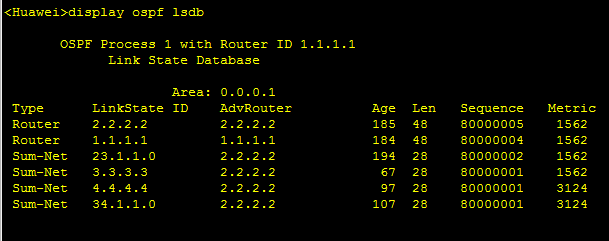 <Huawei>display ospf lsdb
OSPF Process 1 with Router ID 1.1.1.1
Link State Database
Area: 0.0.0.1
Type LinkState ID AdvRouter Age Len Sequence Metric
Router 2.2.2.2 2.2.2.2 185 48 80000005 1562
Router 1.1.1.1 1.1.1.1 184 48 80000004 1562
Sum-Net 23.1.1.0 2.2.2.2 194 28 80000002 1562
Sum-Net 3.3.3.3 2.2.2.2 67 28 80000001 1562
Sum-Net 4.4.4.4 2.2.2.2 97 28 80000001 3124
Sum-Net 34.1.1.0 2.2.2.2 107 28 80000001 3124